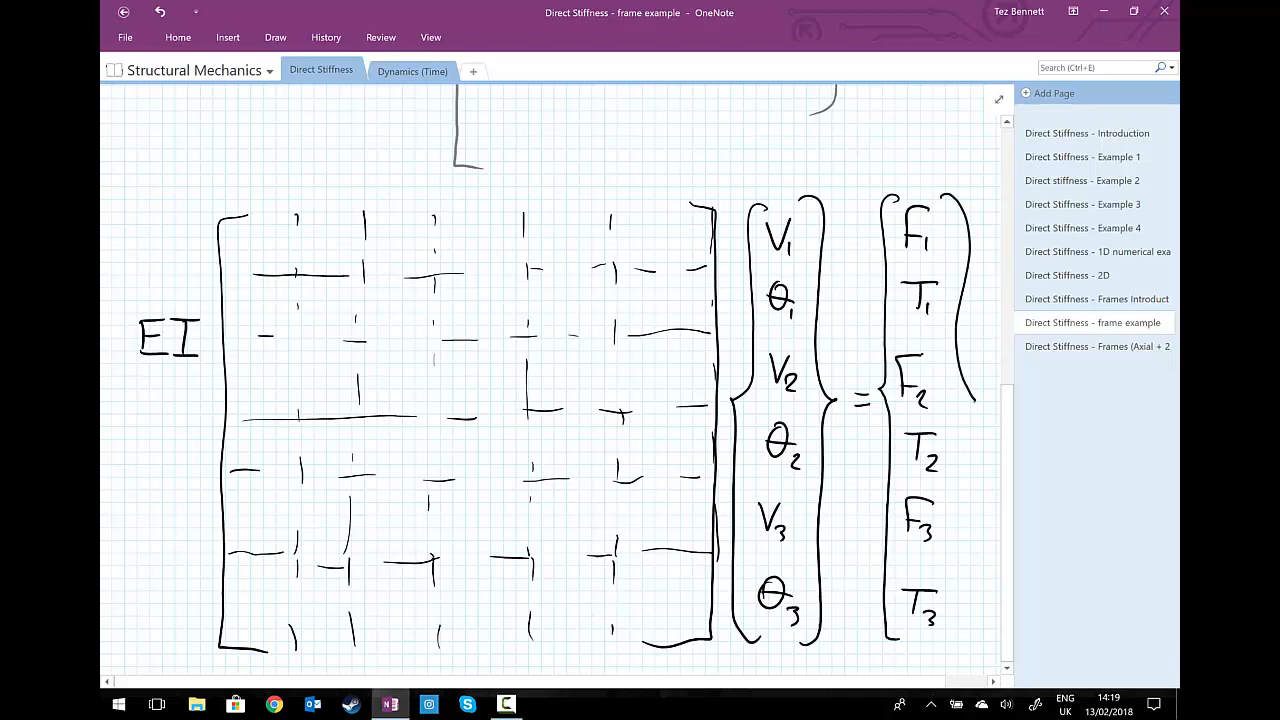 Direct Stiffness - frame example - OneNote
Tez Bennett
File Home Insert Draw History Review View
Structural Mechanics
Direct Stiffness
Dynamics (Time)
Search (Ctrl+E)
Add Page
Direct Stiffness - Introduction
Direct Stiffness - Example 1
Direct stiffness - Example 2
Direct Stiffness - Example 3
Direct Stiffness - Example 4
Direct Stiffness - 1D numerical exa
Direct Stiffness - 2D
Direct Stiffness - Frames Introduct
Direct Stiffness - frame example
Direct Stiffness - Frames (Axial + 2
V1 F1
θ1 T1
EI
V2 = F2
θ2 T2
V3 F3
θ3 T3
ENG
UK
14:19
13/02/2018